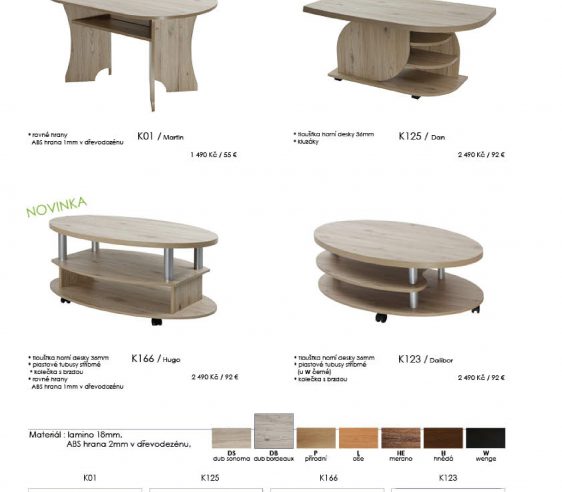 * rovné hrany
ABS hrana 1mm v dřevodezénu
K01 / Martin
1 490 Kč / 55 €
* tloušťka horní desky 36mm
* kluzáky
K125 / Dan
2 490 Kč / 92 €
NOVINKA
* tloušťka horní desky 36mm
* plastové tubusy stříbrné
* kolečka s brzdou
* rovné hrany
ABS hrana 1mm v dřevodezénu
K166 / Hugo
2 490 Kč / 92 €
* tloušťka horní desky 36mm
* plastové tubusy stříbrné
(u W černé)
* kolečka s brzdou
K123 / Dalibor
2 490 Kč / 92 €
Materiál : lamino 18mm,
ABS hrana 2mm v dřevodezénu,
DS DB P L HE H W
dub sonoma dub bordeaux přírodní olše merano hnědá wenge
K01 K125 K166 K123